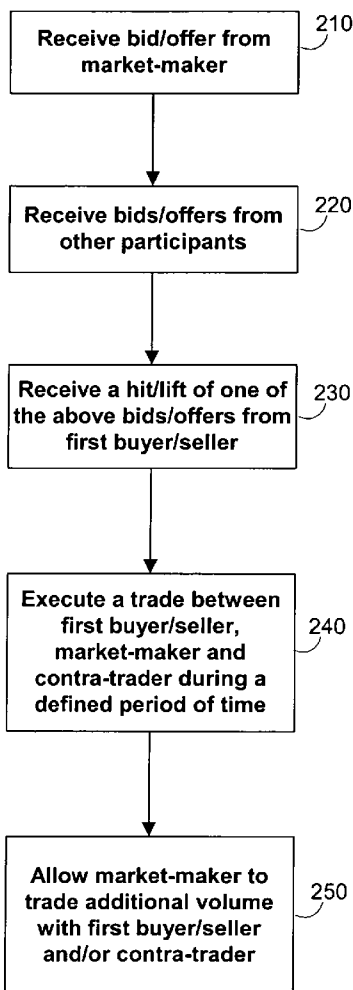 Receive bid/offer from
market-maker
210
Receive bids/offers from
other participants
220
Receive a hit/lift of one of
the above bids/offers from
first buyer/seller
230
Execute a trade between
first buyer/seller,
market-maker and
contra-trader during a
defined period of time
240
Allow market-maker to
trade additional volume
with first buyer/seller
and/or contra-trader
250